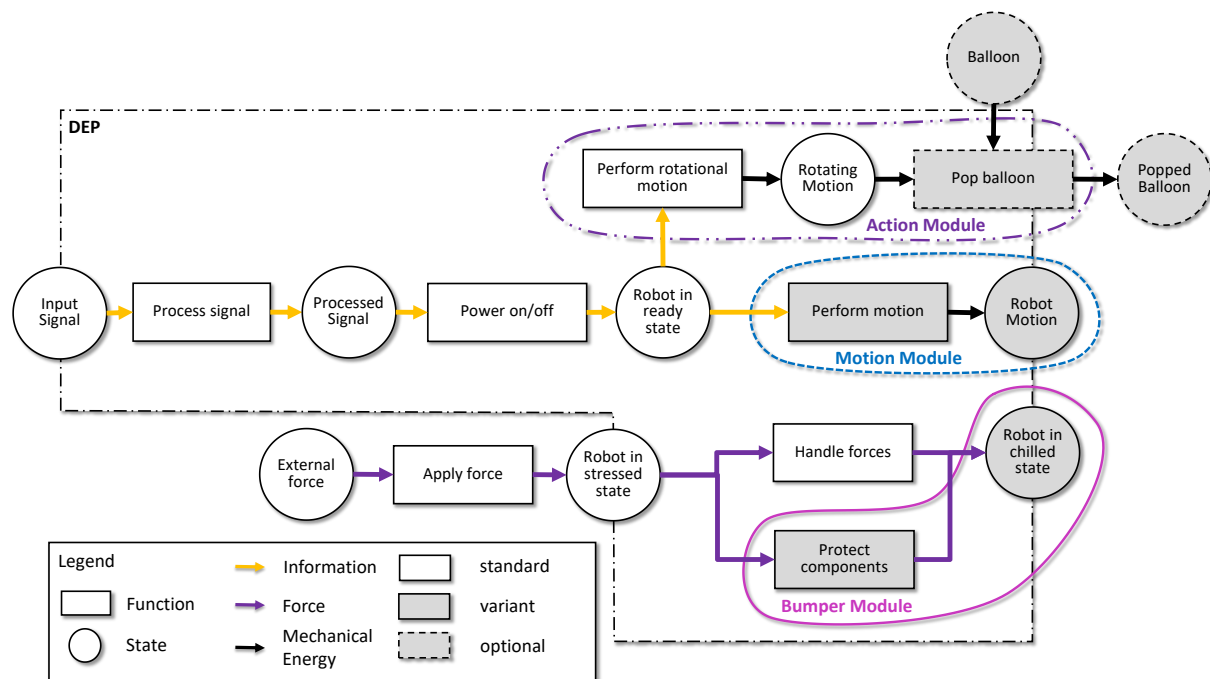 Balloon
DEP
Perform rotational
motion
Rotating
Motion
Pop balloon
Popped
Balloon
Action Module
Input
Signal
Process signal
Processed
Signal
Power on/off
Robot in
ready
state
Perform motion
Robot
Motion
Motion Module
External
force
Apply force
Robot in
stressed
state
Handle forces
Robot in
chilled
state
Protect
components
Bumper Module
Legend
Function
State
Information
Force
Mechanical
Energy
standard
variant
optional